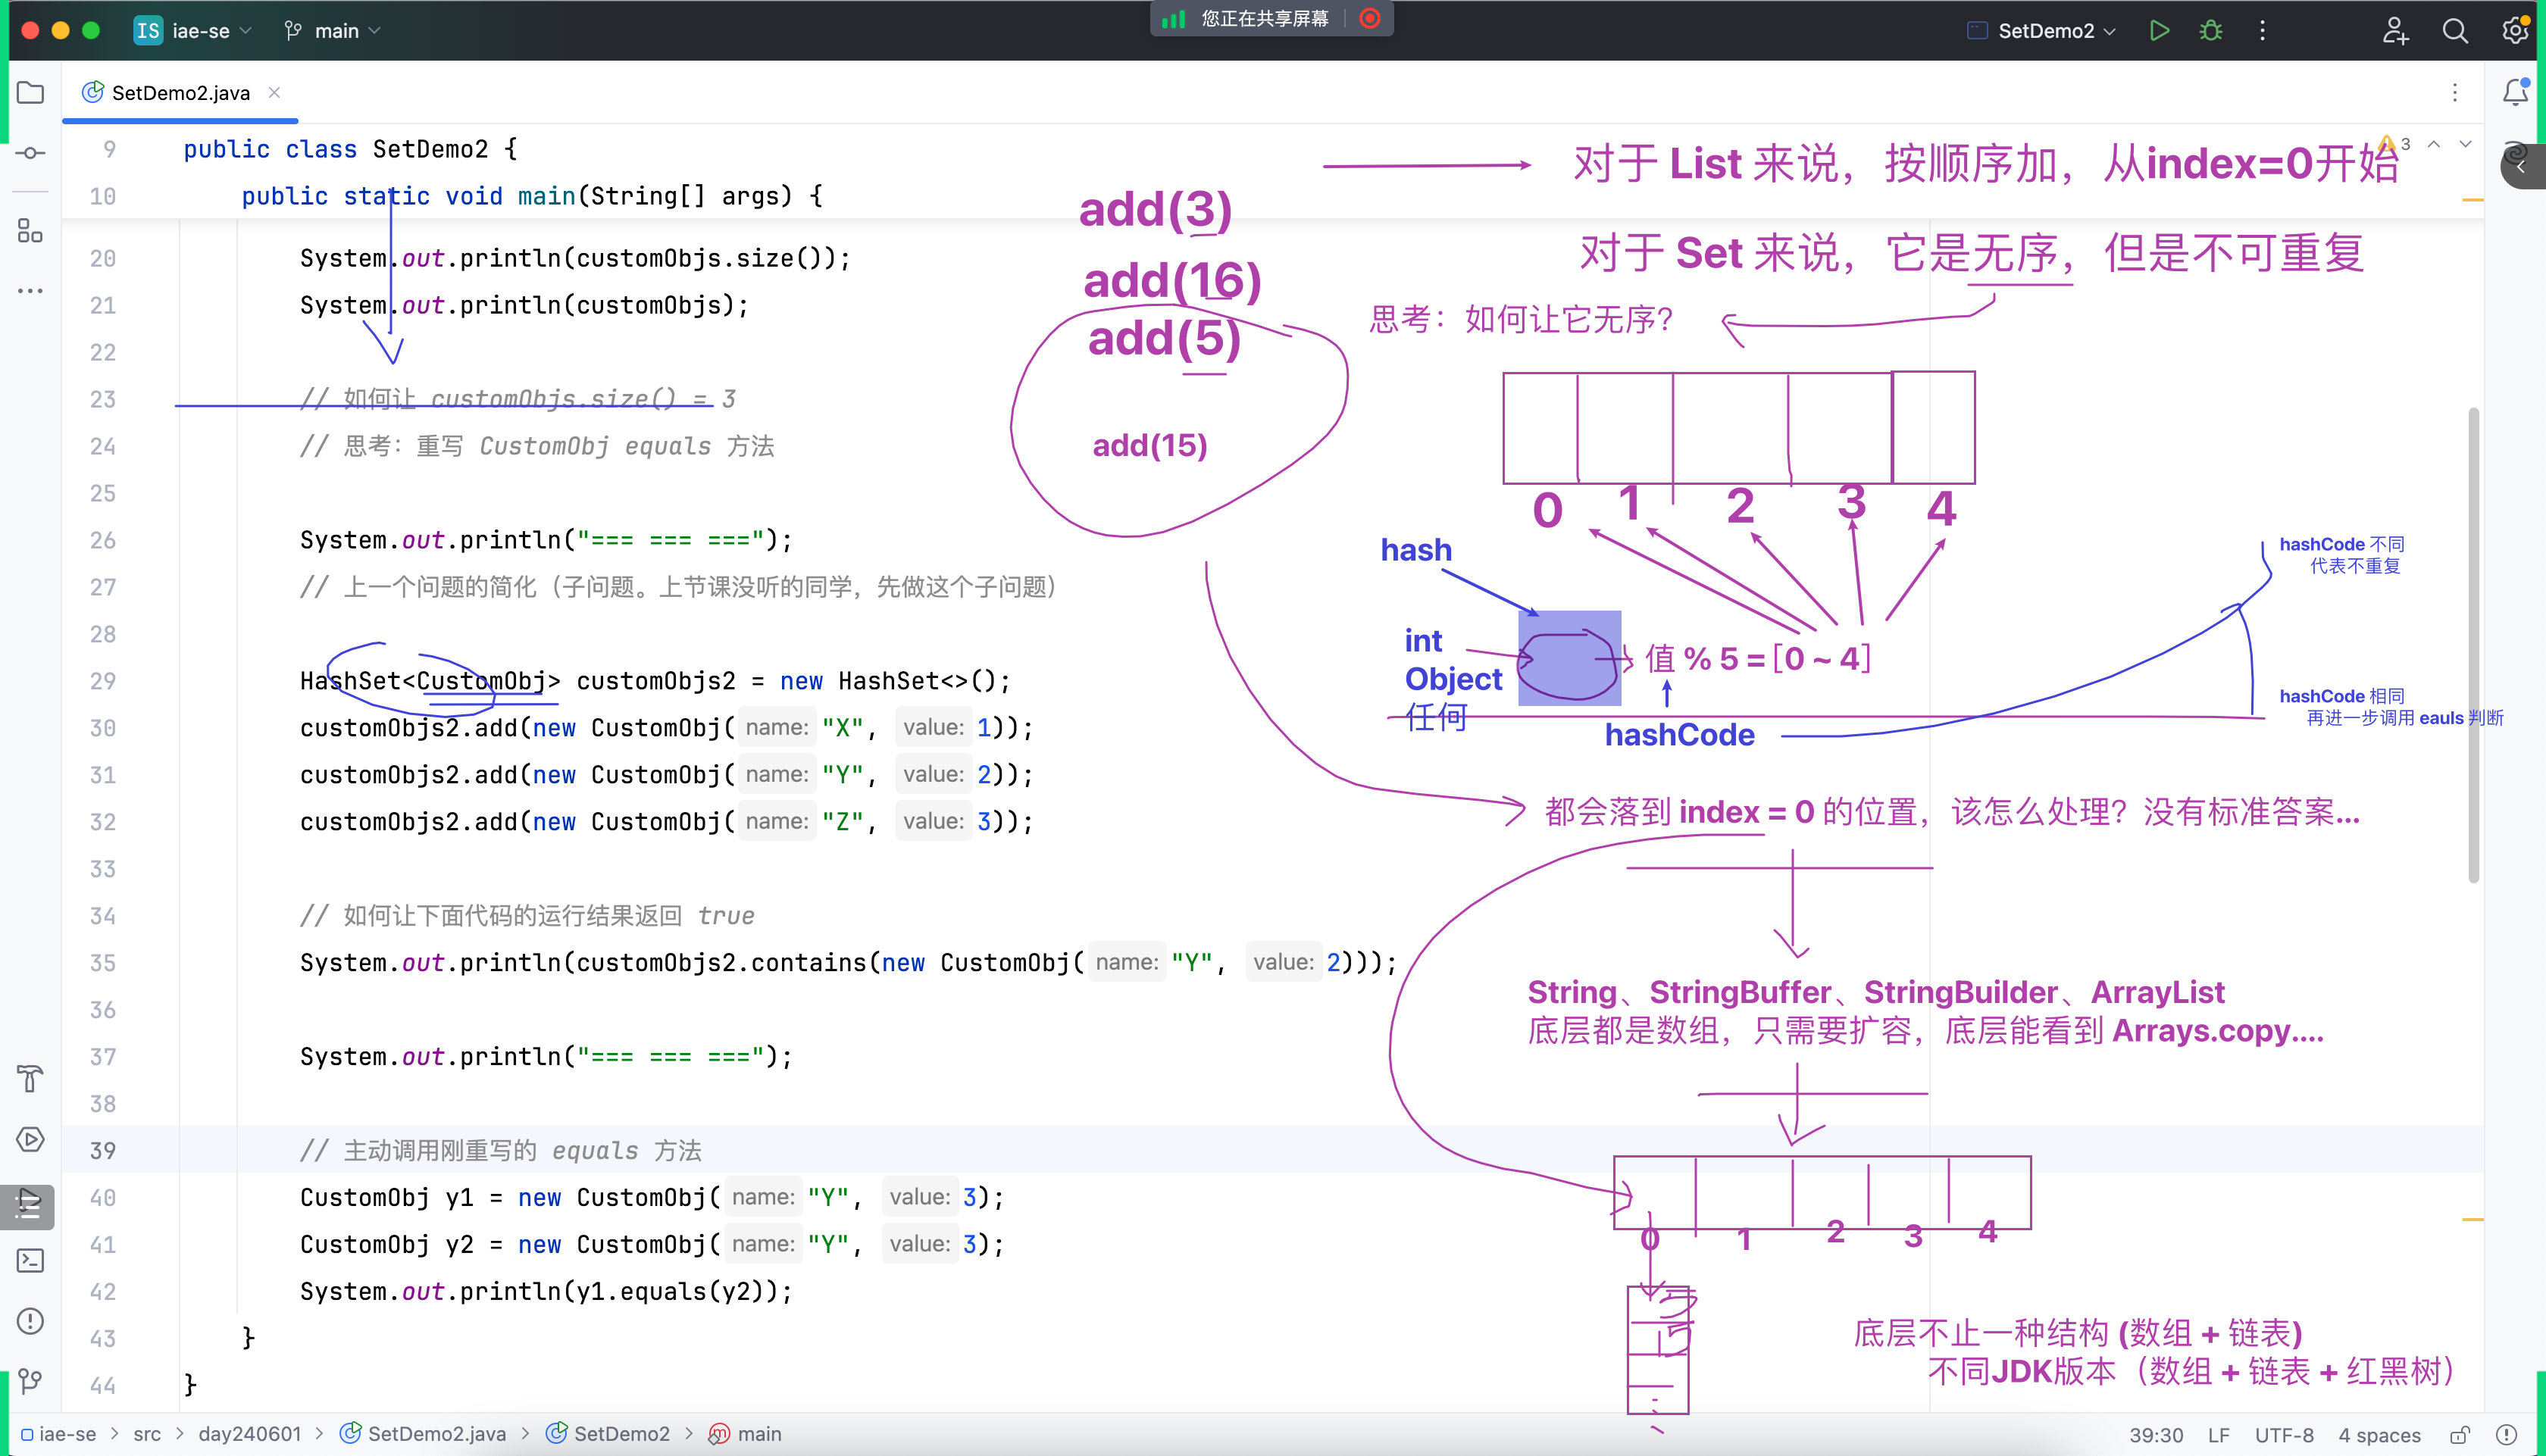 IS iae-se main
您正在共享屏幕
SetDemo2
SetDemo2.java
9 public class SetDemo2 {
10 public static void main(String[] args) {
20 System.out.println(customObjs.size());
21 System.out.println(customObjs);
22
23 // 如何让 customObjs.size() = 3
24 // 思考：重写 CustomObj equals 方法
25
26 System.out.println("=== === ===");
27 // 上一个问题的简化（子问题。上节课没听的同学，先做这个子问题）
28
29 HashSet<CustomObj> customObjs2 = new HashSet<>();
30 customObjs2.add(new CustomObj( name: "X", value: 1));
31 customObjs2.add(new CustomObj( name: "Y", value: 2));
32 customObjs2.add(new CustomObj( name: "Z", value: 3));
33
34 // 如何让下面代码的运行结果返回 true
35 System.out.println(customObjs2.contains(new CustomObj( name: "Y", value: 2)));
36
37 System.out.println("=== === ===");
38
39 // 主动调用刚重写的 equals 方法
40 CustomObj y1 = new CustomObj( name: "Y", value: 3);
41 CustomObj y2 = new CustomObj( name: "Y", value: 3);
42 System.out.println(y1.equals(y2));
43 }
44 }
add(3)
add(16)
add(5)
add(15)
对于 List 来说，按顺序加，从index=0开始
3
对于 Set 来说，它是无序，但是不可重复
思考：如何让它无序？
0 1 2 3 4
hash
int
Object
任何
值 % 5 = [0 ~ 4]
hashCode
hashCode 不同
代表不重复
hashCode 相同
再进一步调用 eauls 判断
都会落到 index = 0 的位置，该怎么处理？没有标准答案...
String、StringBuffer、StringBuilder、ArrayList
底层都是数组，只需要扩容，底层能看到 Arrays.copy....
0 1 2 3 4
5
15
底层不止一种结构 (数组 + 链表)
不同JDK版本（数组 + 链表 + 红黑树）
iae-se > src > day240601 > SetDemo2.java > SetDemo2 > main
39:30 LF UTF-8 4 spaces